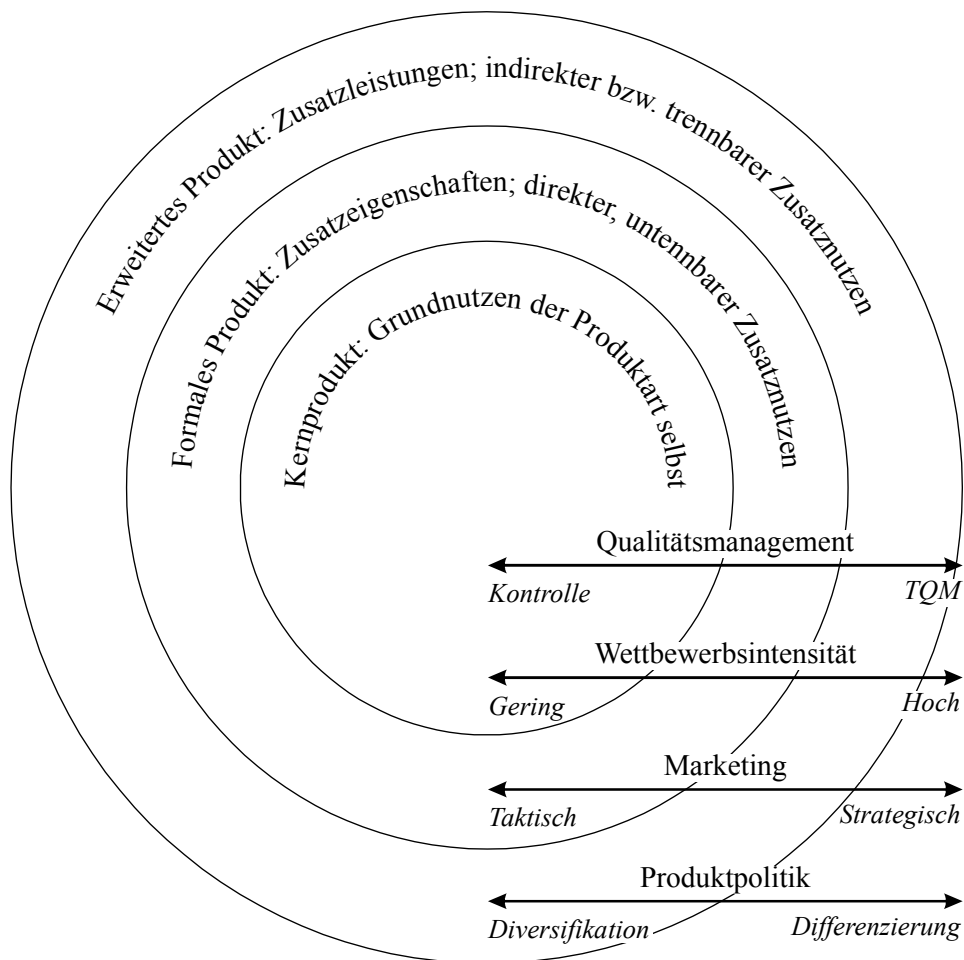 Erweitertes Produkt: Zusatzleistungen; indirekter bzw. trennbarer Zusatznutzen
Formales Produkt: Zusatzeigenschaften; direkter, untennbarer Zusatznutzen
Kernprodukt: Grundnutzen der Produktart selbst
Qualitätsmanagement
Kontrolle TQM
Wettbewerbsintensität
Gering Hoch
Marketing
Taktisch Strategisch
Produktpolitik
Diversifikation Differenzierung